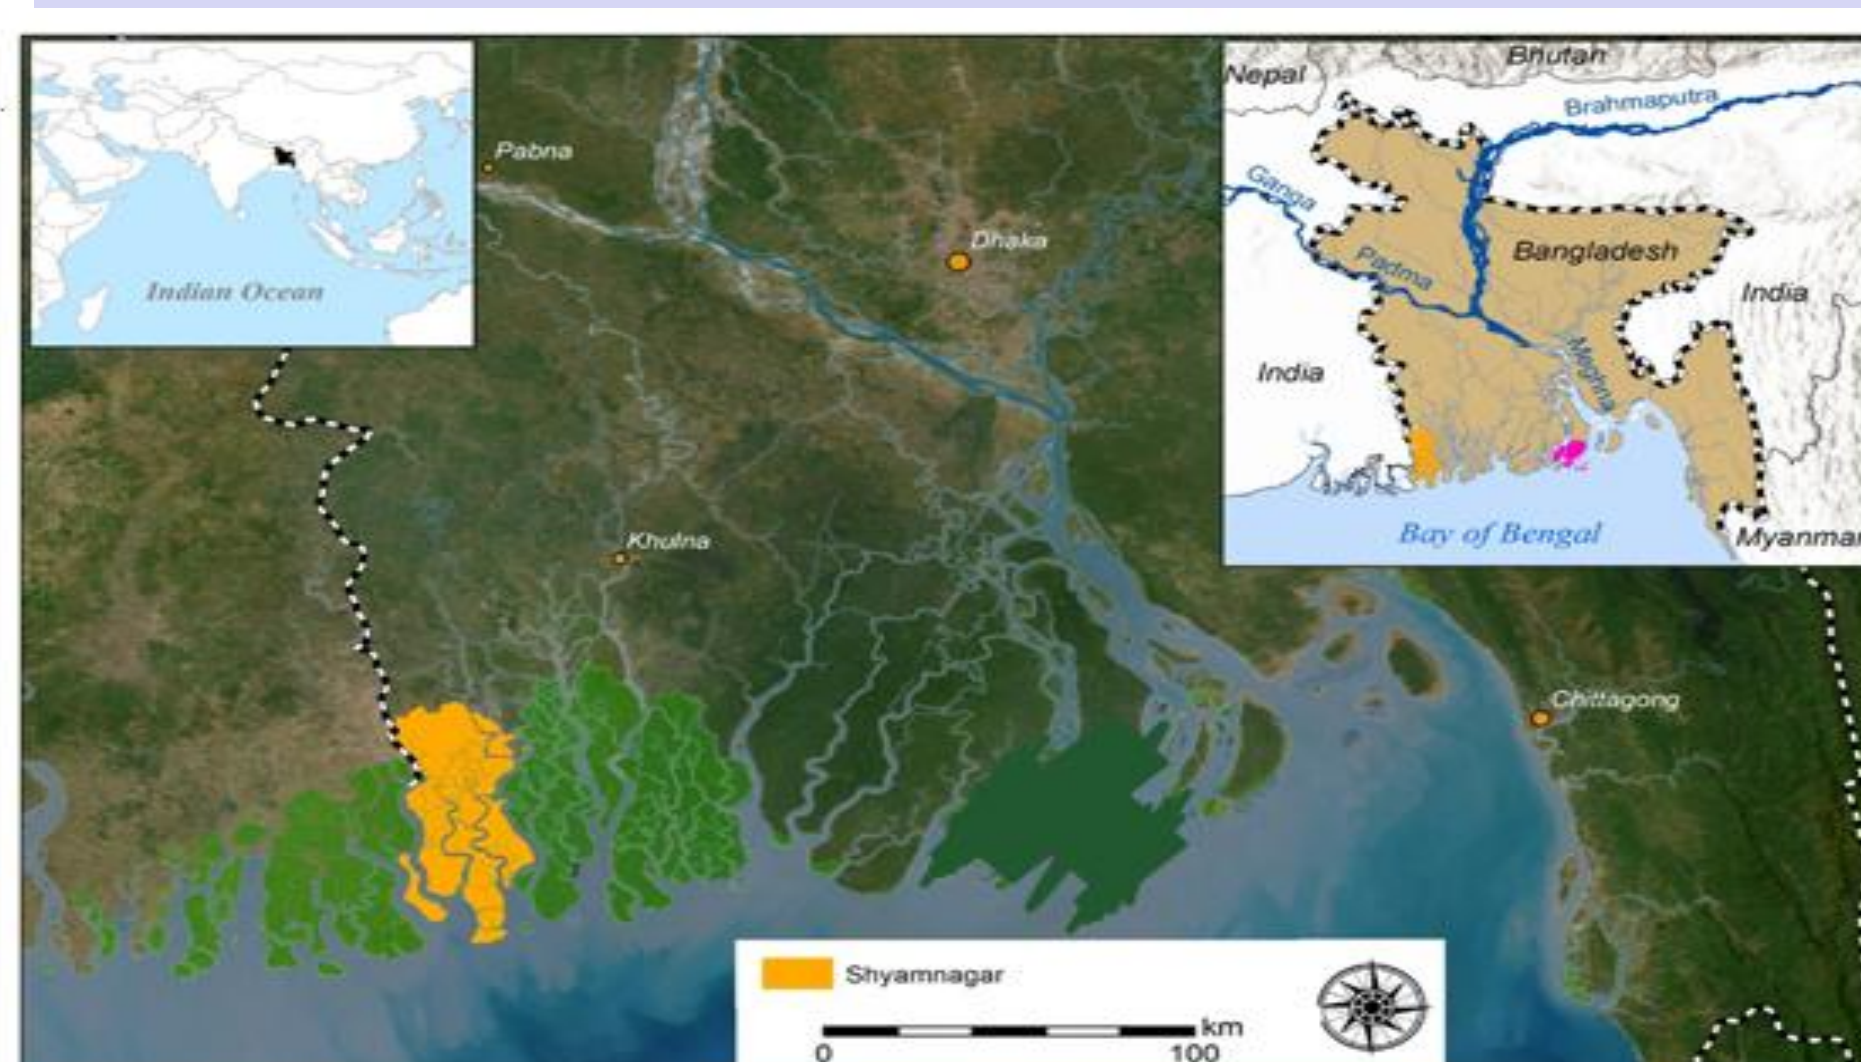 Indian Ocean
Pabna
Dhaka
Khulna
Chittagong
Nepal
Bhutan
Brahmaputra
Ganga
Padma
Bangladesh
India
Meghna
India
Bay of Bengal
Myanmar
Shyamnagar
km
0 100